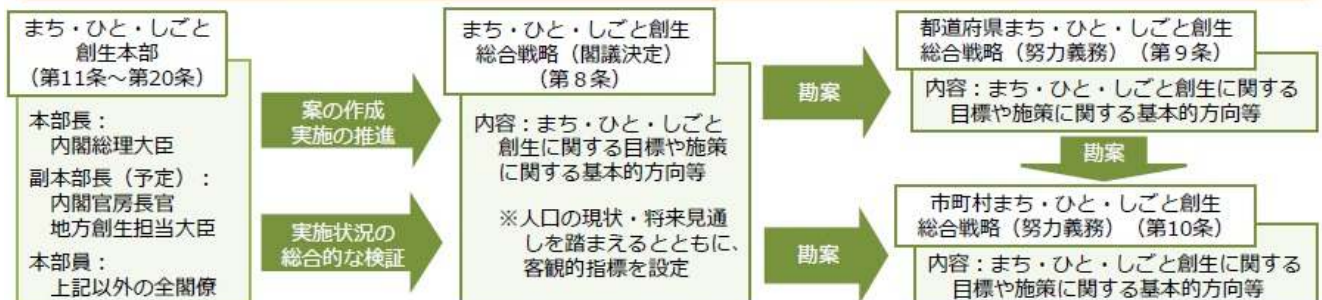 まち・ひと・しごと
創生本部
（第11条～第20条）
本部長：
内閣総理大臣
副本部長（予定）：
内閣官房長官
地方創生担当大臣
本部員：
上記以外の全閣僚
案の作成
実施の推進
実施状況の
総合的な検証
まち・ひと・しごと創生
総合戦略（閣議決定）
（第８条）
内容：まち・ひと・しごと
創生に関する目標や施策
に関する基本的方向等
※人口の現状・将来見通
しを踏まえるとともに、
客観的指標を設定
勘案
勘案
都道府県まち・ひと・しごと創生
総合戦略（努力義務）（第９条）
内容：まち・ひと・しごと創生に関する
目標や施策に関する基本的方向等
勘案
市町村まち・ひと・しごと創生
総合戦略（努力義務）（第10条）
内容：まち・ひと・しごと創生に関する
目標や施策に関する基本的方向等